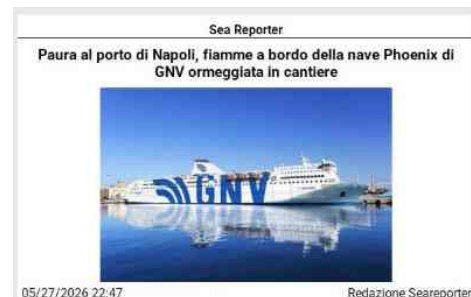 Sea Reporter
Paura al porto di Napoli, fiamme a bordo della nave Phoenix di
GNV ormeggiata in cantiere
GNV
05/27/2026 22:47 Redazione Seareporter